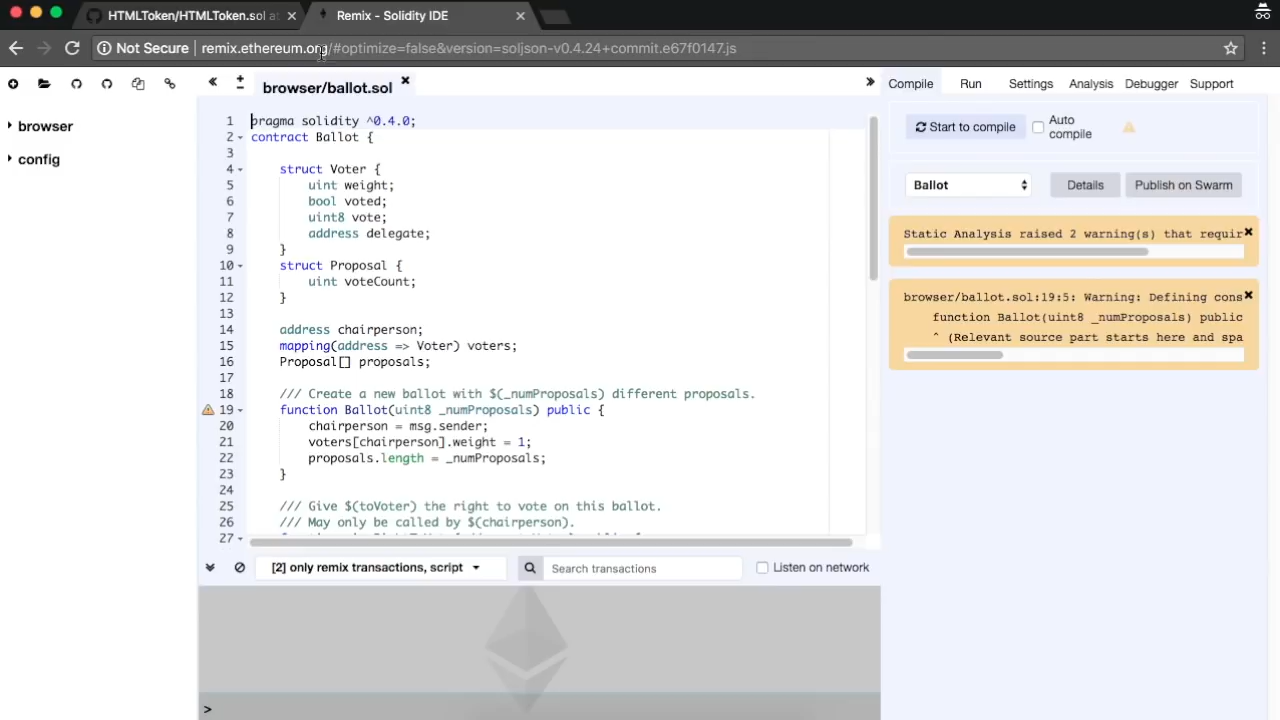 HTMLToken/HTMLToken.sol at
Remix - Solidity IDE
Not Secure
remix.ethereum.org/#optimize=false&version=soljson-v0.4.24+commit.e67f0147.js
browser/ballot.sol
Compile
Run
Settings
Analysis
Debugger
Support
browser
config
1 pragma solidity ^0.4.0;
2 contract Ballot {
3
4 struct Voter {
5 uint weight;
6 bool voted;
7 uint8 vote;
8 address delegate;
9 }
10 struct Proposal {
11 uint voteCount;
12 }
13
14 address chairperson;
15 mapping(address => Voter) voters;
16 Proposal[] proposals;
17
18 /// Create a new ballot with $(_numProposals) different proposals.
19 function Ballot(uint8 _numProposals) public {
20 chairperson = msg.sender;
21 voters[chairperson].weight = 1;
22 proposals.length = _numProposals;
23 }
24
25 /// Give $(toVoter) the right to vote on this ballot.
26 /// May only be called by $(chairperson).
27
Start to compile
Auto
compile
Ballot
Details
Publish on Swarm
Static Analysis raised 2 warning(s) that requir
browser/ballot.sol:19:5: Warning: Defining cons
function Ballot(uint8 _numProposals) public
^ (Relevant source part starts here and spa
[2] only remix transactions, script
Search transactions
Listen on network
>